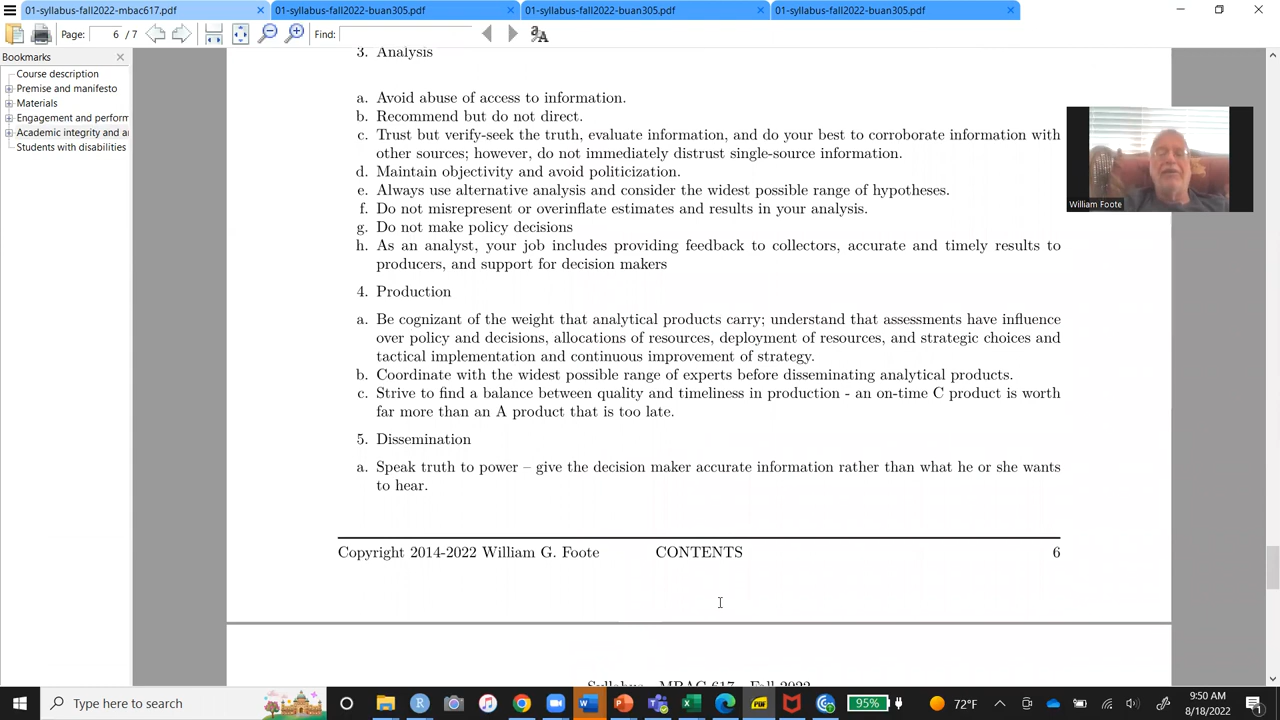 01-syllabus-fall2022-mbac617.pdf
01-syllabus-fall2022-buan305.pdf
01-syllabus-fall2022-buan305.pdf
01-syllabus-fall2022-buan305.pdf
Page: 6 / 7
Find:
Bookmarks
Course description
Premise and manifesto
Materials
Engagement and perform
Academic integrity and ar
Students with disabilities
3. Analysis
a. Avoid abuse of access to information.
b. Recommend but do not direct.
c. Trust but verify-seek the truth, evaluate information, and do your best to corroborate information with
other sources; however, do not immediately distrust single-source information.
d. Maintain objectivity and avoid politicization.
e. Always use alternative analysis and consider the widest possible range of hypotheses.
f. Do not misrepresent or overinflate estimates and results in your analysis.
g. Do not make policy decisions
h. As an analyst, your job includes providing feedback to collectors, accurate and timely results to
producers, and support for decision makers
4. Production
a. Be cognizant of the weight that analytical products carry; understand that assessments have influence
over policy and decisions, allocations of resources, deployment of resources, and strategic choices and
tactical implementation and continuous improvement of strategy.
b. Coordinate with the widest possible range of experts before disseminating analytical products.
c. Strive to find a balance between quality and timeliness in production - an on-time C product is worth
far more than an A product that is too late.
5. Dissemination
a. Speak truth to power – give the decision maker accurate information rather than what he or she wants
to hear.
Copyright 2014-2022 William G. Foote CONTENTS 6
Syllabus MBAC 617 Fall 2022
William Foote
Type here to search
95%
72°F
9:50 AM
8/18/2022